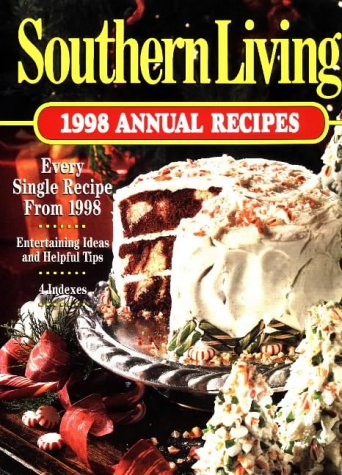 Southern Living
1998 ANNUAL RECIPES
Every
Single Recipe
From 1998
Entertaining Ideas
and Helpful Tips
4 Indexes